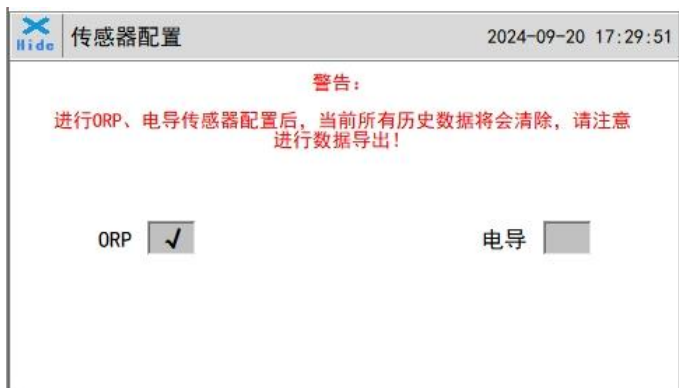 Hide 传感器配置 2024-09-20 17:29:51
警告：
进行ORP、电导传感器配置后，当前所有历史数据将会清除，请注意
进行数据导出！
ORP √ 电导